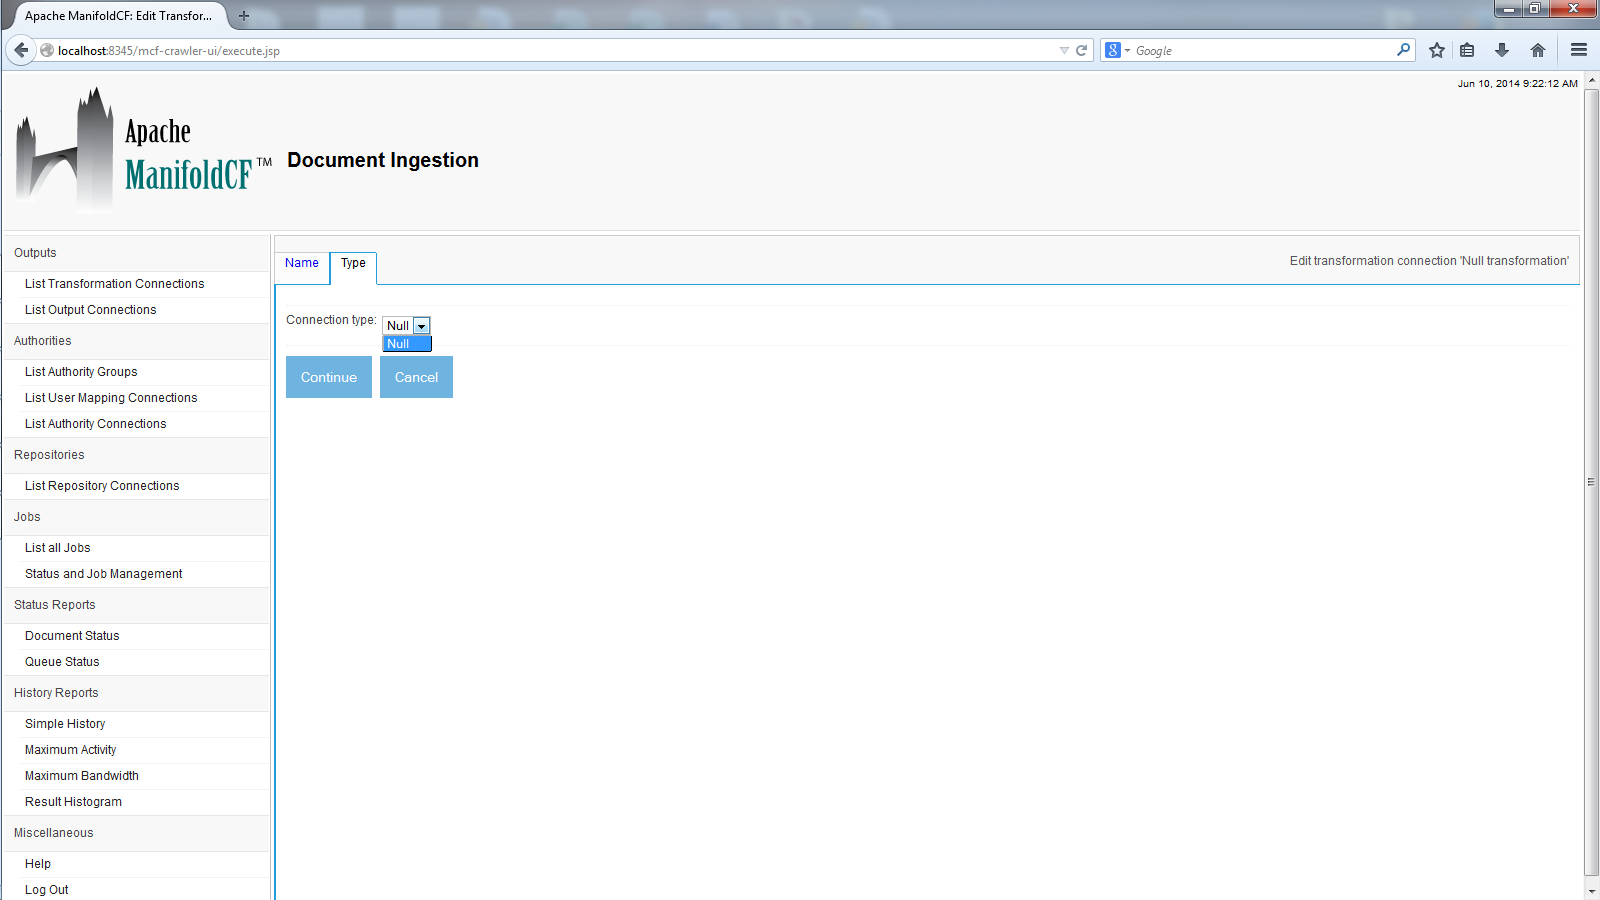 Apache ManifoldCF: Edit Transfor...
localhost:8345/mcf-crawler-ui/execute.jsp
Google
Jun 10, 2014 9:22:12 AM
Apache
ManifoldCF™
Document Ingestion
Outputs
List Transformation Connections
List Output Connections
Authorities
List Authority Groups
List User Mapping Connections
List Authority Connections
Repositories
List Repository Connections
Jobs
List all Jobs
Status and Job Management
Status Reports
Document Status
Queue Status
History Reports
Simple History
Maximum Activity
Maximum Bandwidth
Result Histogram
Miscellaneous
Help
Log Out
Name Type
Edit transformation connection 'Null transformation'
Connection type: Null
Null
Continue Cancel